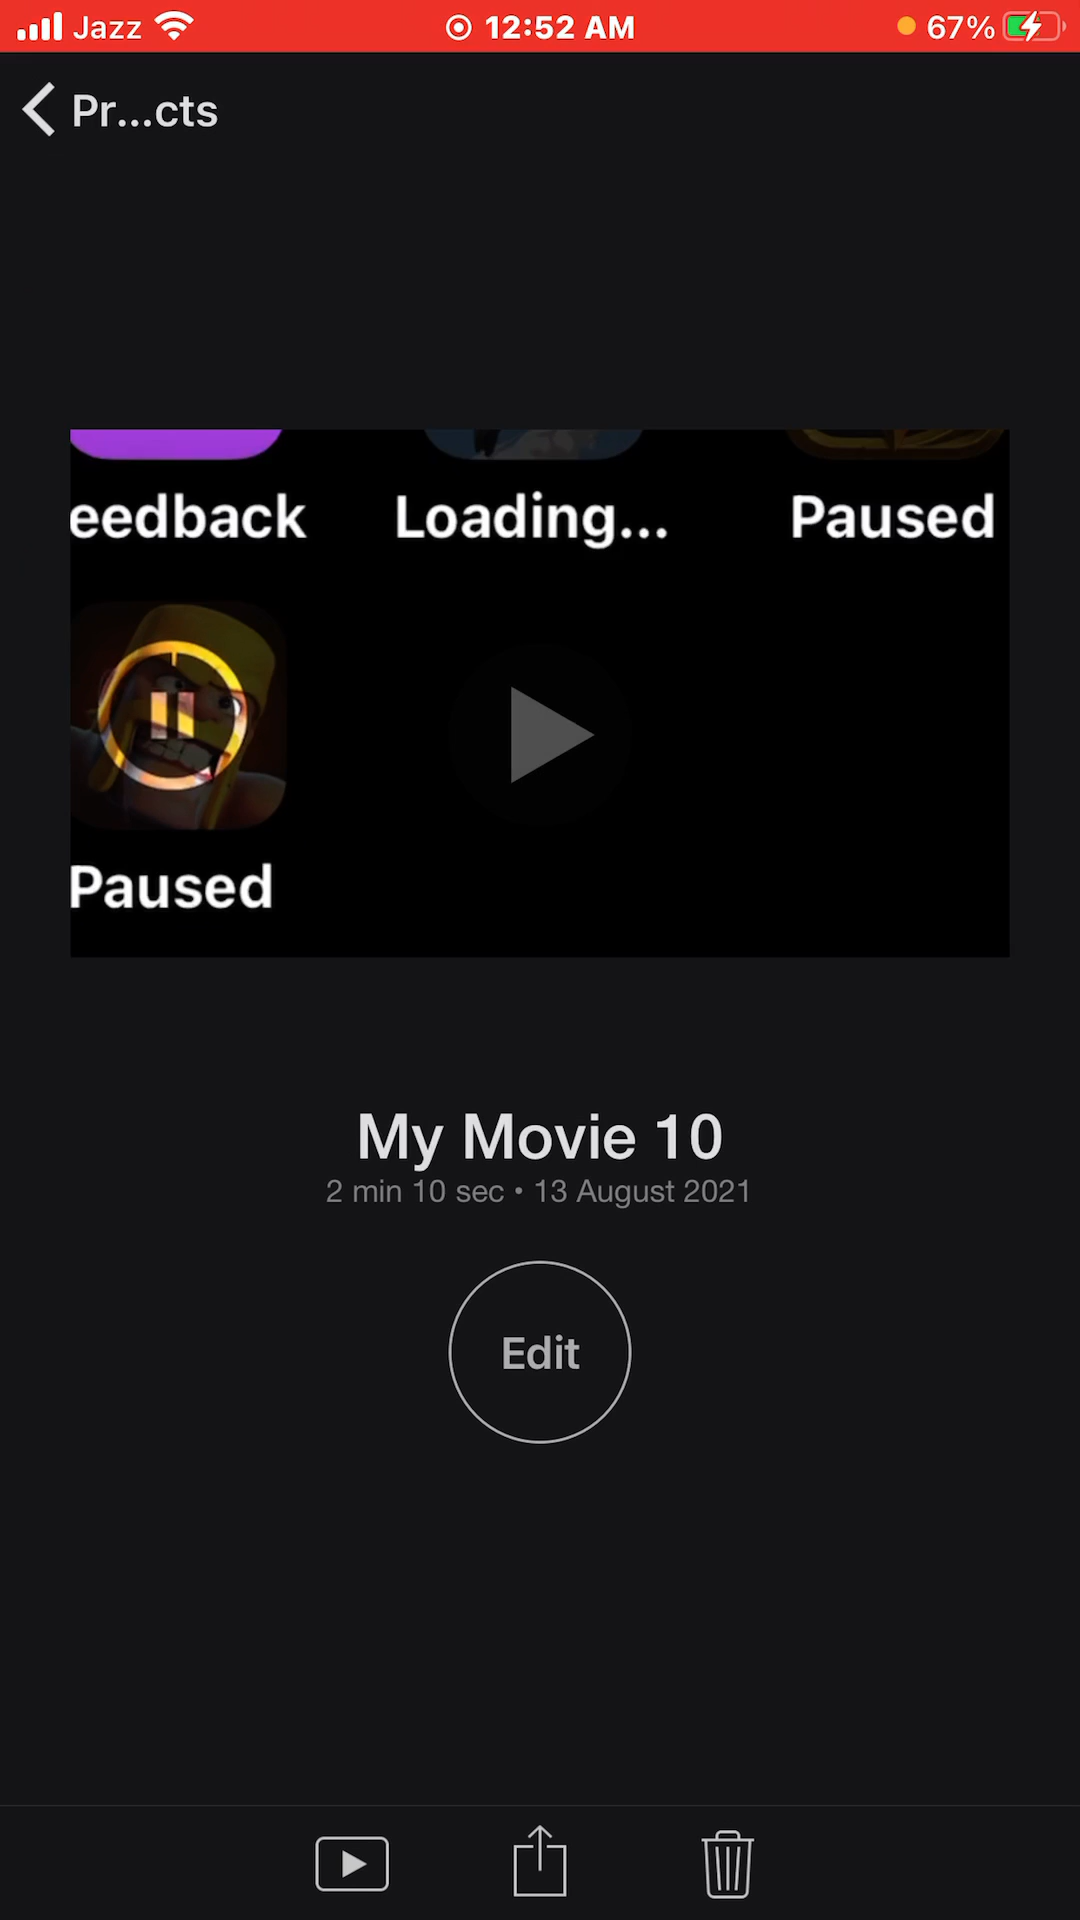 Jazz 12:52 AM 67%
Pr...cts
eedback Loading... Paused
Paused
My Movie 10
2 min 10 sec • 13 August 2021
Edit